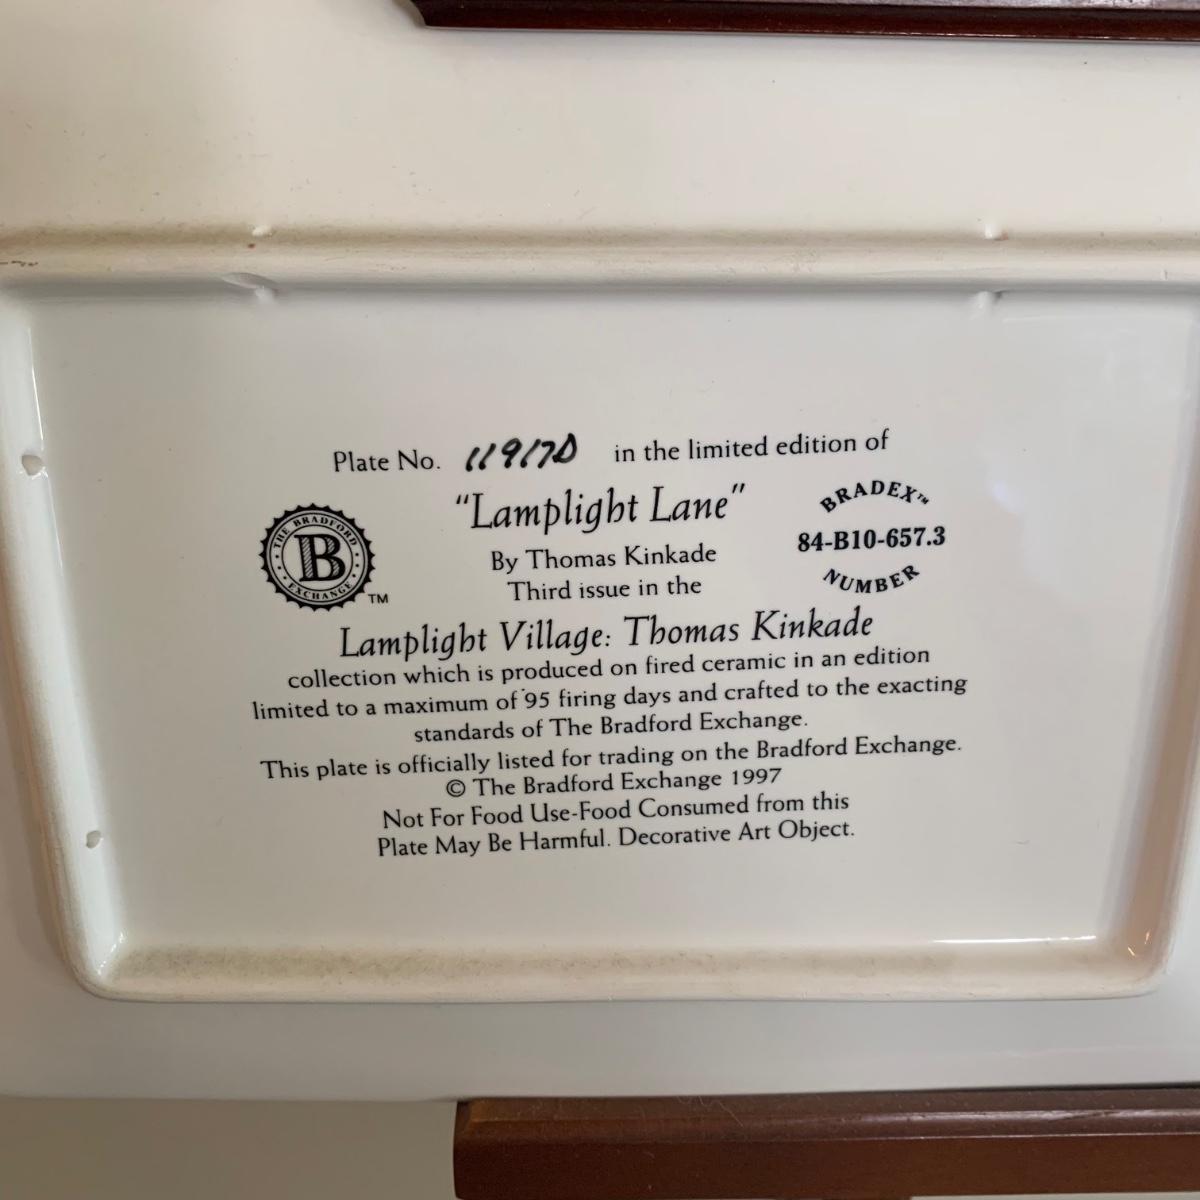 Plate No. 11917D in the limited edition of
"Lamplight Lane"
By Thomas Kinkade
Third issue in the
Lamplight Village: Thomas Kinkade
collection which is produced on fired ceramic in an edition
limited to a maximum of 95 firing days and crafted to the exacting
standards of The Bradford Exchange.
This plate is officially listed for trading on the Bradford Exchange.
© The Bradford Exchange 1997
Not For Food Use-Food Consumed from this
Plate May Be Harmful. Decorative Art Object.
THE BRADFORD
B
EXCHANGE
TM
BRADEX™
84-B10-657.3
NUMBER